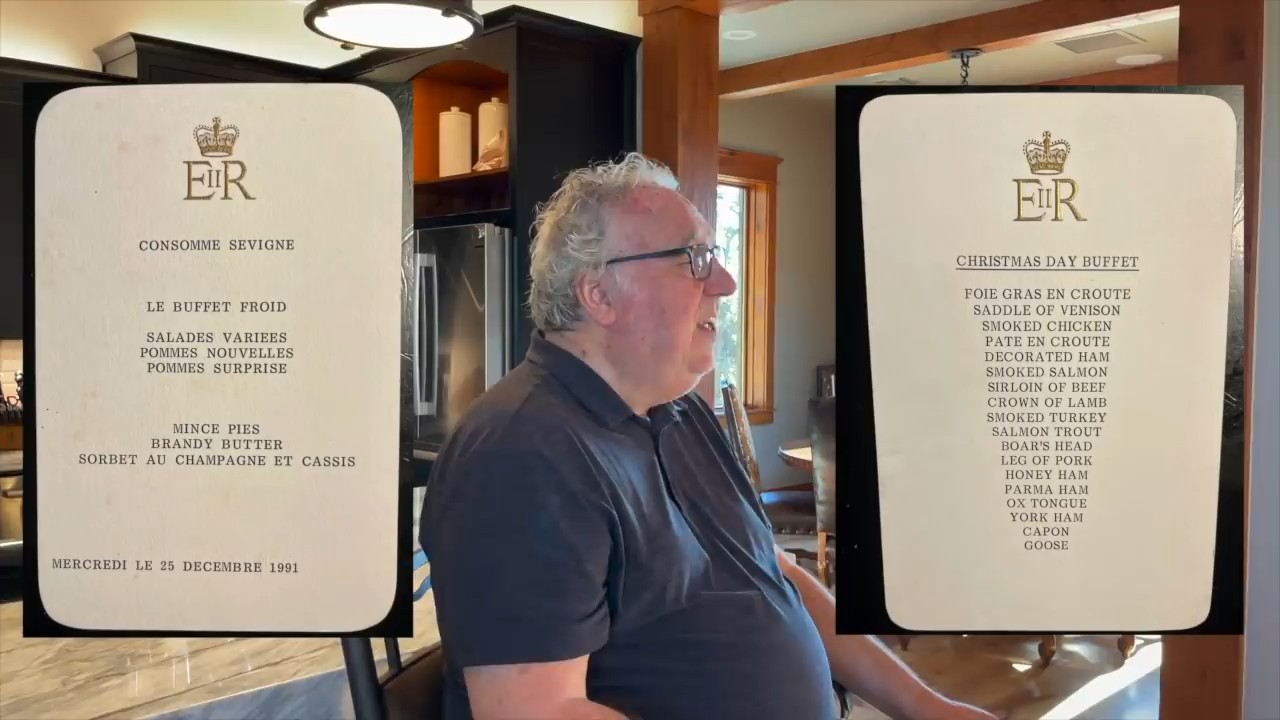 EIIR
CONSOMME SEVIGNE
LE BUFFET FROID
SALADES VARIEES
POMMES NOUVELLES
POMMES SURPRISE
MINCE PIES
BRANDY BUTTER
SORBET AU CHAMPAGNE ET CASSIS
MERCREDI LE 25 DECEMBRE 1991
EIIR
CHRISTMAS DAY BUFFET
FOIE GRAS EN CROUTE
SADDLE OF VENISON
SMOKED CHICKEN
PATE EN CROUTE
DECORATED HAM
SMOKED SALMON
SIRLOIN OF BEEF
CROWN OF LAMB
SMOKED TURKEY
SALMON TROUT
BOAR'S HEAD
LEG OF PORK
HONEY HAM
PARMA HAM
OX TONGUE
YORK HAM
CAPON
GOOSE